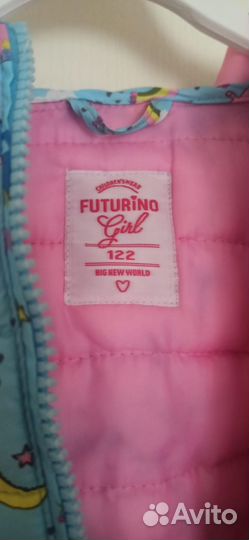 CHILDREN'S WEAR
FUTURINO
Girl
122
BIG NEW WORLD
Avito